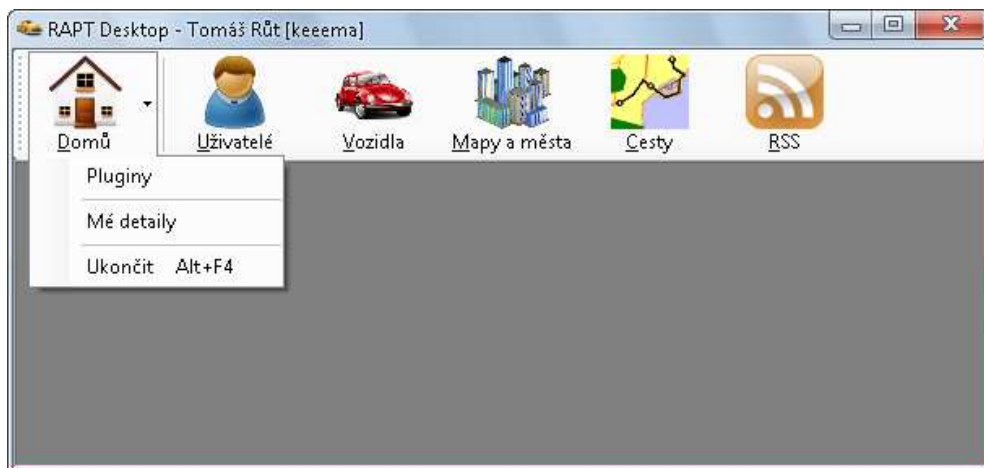 RAPT Desktop - Tomáš Růt [keeema]
Domů Uživatelé Vozidla Mapy a města Cesty RSS
Pluginy
Mé detaily
Ukončit Alt+F4